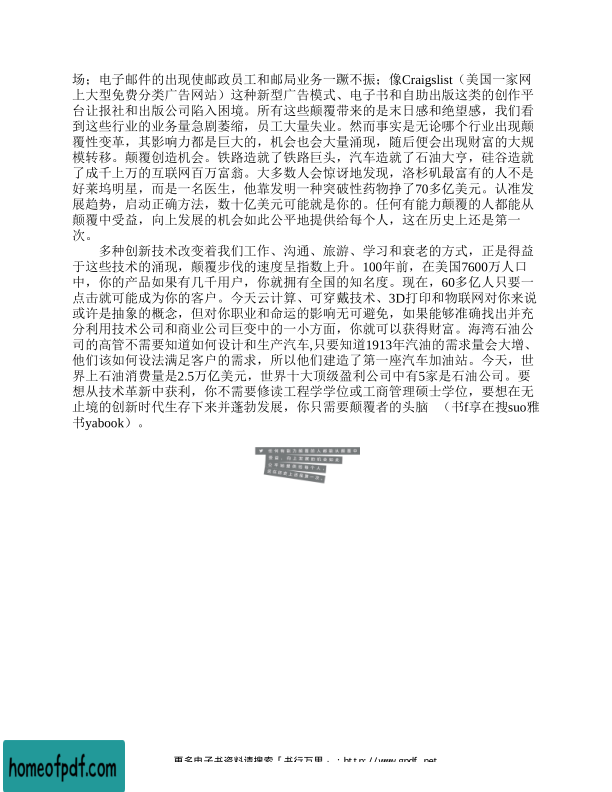 场；电子邮件的出现使邮政员工和邮局业务一蹶不振；像Craigslist（美国一家网
上大型免费分类广告网站）这种新型广告模式、电子书和自助出版这类的创作平
台让报社和出版公司陷入困境。所有这些颠覆带来的是末日感和绝望感，我们看
到这些行业的业务量急剧萎缩，员工大量失业。然而事实是无论哪个行业出现颠
覆性变革，其影响力都是巨大的，机会也会大量涌现，随后便会出现财富的大规
模转移。颠覆创造机会。铁路造就了铁路巨头，汽车造就了石油大亨，硅谷造就
了成千上万的互联网百万富翁。大多数人会惊讶地发现，洛杉矶最富有的人不是
好莱坞明星，而是一名医生，他靠发明一种突破性药物挣了70多亿美元。认准发
展趋势，启动正确方法，数十亿美元可能就是你的。任何有能力颠覆的人都能从
颠覆中受益，向上发展的机会如此公平地提供给每个人，这在历史上还是第一
次。
多种创新技术改变着我们工作、沟通、旅游、学习和衰老的方式，正是得益
于这些技术的涌现，颠覆步伐的速度呈指数上升。100年前，在美国7600万人口
中，你的产品如果有几千用户，你就拥有全国的知名度。现在，60多亿人只要一
点击就可能成为你的客户。今天云计算、可穿戴技术、3D打印和物联网对你来说
或许是抽象的概念，但对你职业和命运的影响无可避免，如果能够准确找出并充
分利用技术公司和商业公司巨变中的一小方面，你就可以获得财富。海湾石油公
司的高管不需要知道如何设计和生产汽车,只要知道1913年汽油的需求量会大增、
他们该如何设法满足客户的需求，所以他们建造了第一座汽车加油站。今天，世
界上石油消费量是2.5万亿美元，世界十大顶级盈利公司中有5家是石油公司。要
想从技术革新中获利，你不需要修读工程学学位或工商管理硕士学位，要想在无
止境的创新时代生存下来并蓬勃发展，你只需要颠覆者的头脑 （书f享在搜suo雅
书yabook）。
更多电子书资料请搜索「书行万里」：http://www.gpdf.net
homeofpdf.com